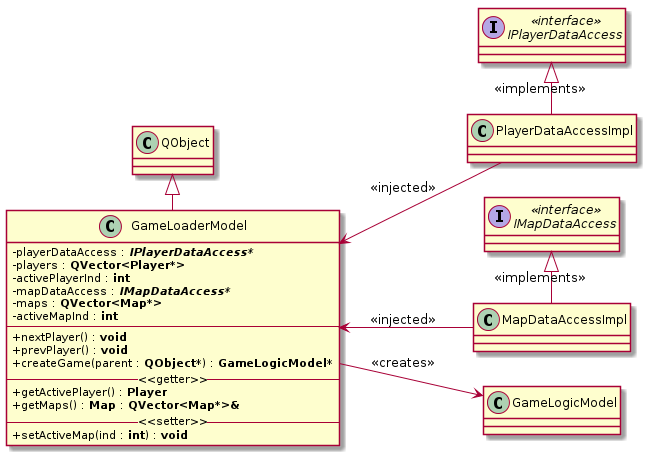 «interface»
IPlayerDataAccess
«implements»
C PlayerDataAccessImpl
C QObject
«injected»
«interface»
IMapDataAccess
«implements»
C GameLoaderModel
-playerDataAccess : IPlayerDataAccess*
-players : QVector<Player*>
-activePlayerInd : int
-mapDataAccess : IMapDataAccess*
-maps : QVector<Map*>
-activeMapInd : int
+nextPlayer() : void
+prevPlayer() : void
+createGame(parent : QObject*) : GameLogicModel*
<<getter>>
+getActivePlayer() : Player
+getMaps() : Map : QVector<Map*>&
<<setter>>
+setActiveMap(ind : int) : void
«injected»
C MapDataAccessImpl
«creates»
C GameLogicModel
I
I